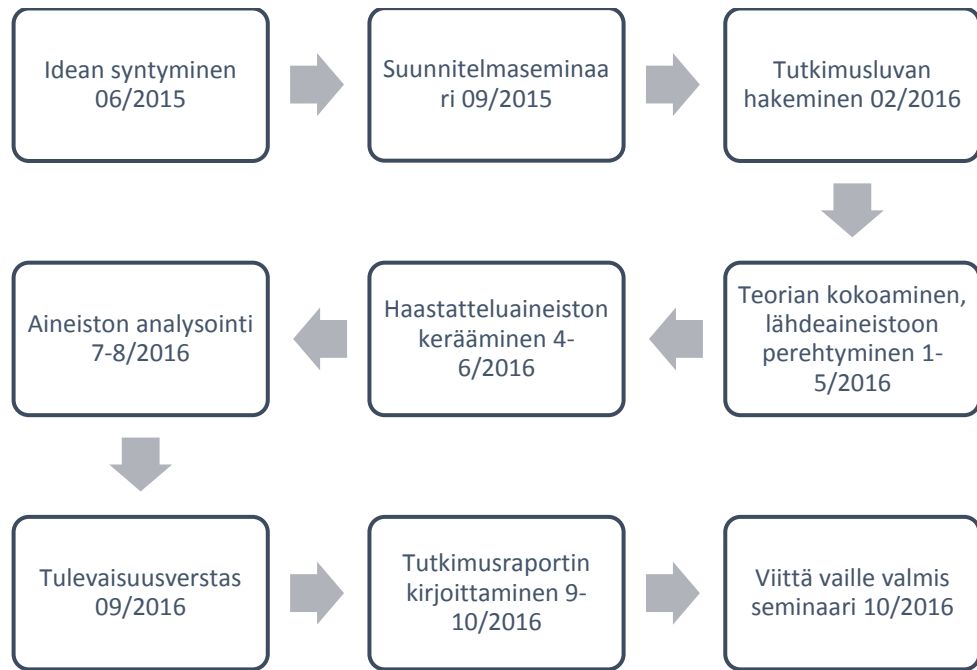 Idean syntyminen
06/2015
Suunnitelmaseminaa
ri 09/2015
Tutkimusluvan
hakeminen 02/2016
Teorian kokoaminen,
lähdeaineistoon
perehtyminen 1-
5/2016
Haastatteluaineiston
kerääminen 4-
6/2016
Aineiston analysointi
7-8/2016
Tulevaisuusverstas
09/2016
Tutkimusraportin
kirjoittaminen 9-
10/2016
Viittä vaille valmis
seminaari 10/2016